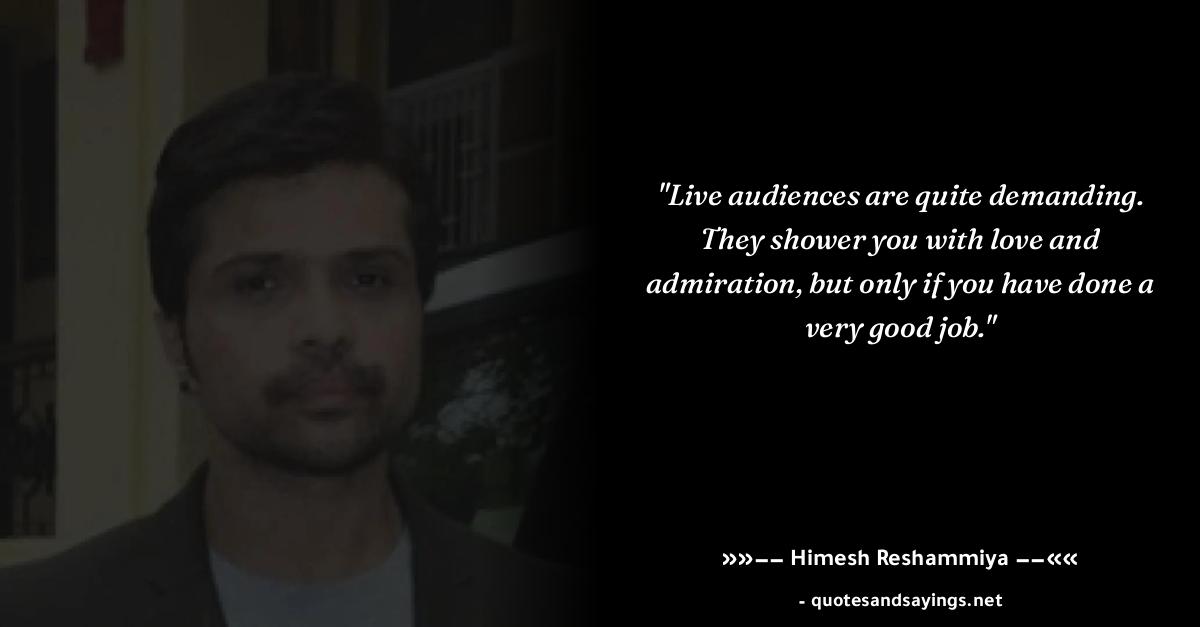 "Live audiences are quite demanding.
They shower you with love and
admiration, but only if you have done a
very good job."
»»−− Himesh Reshammiya −−««
- quotesandsayings.net